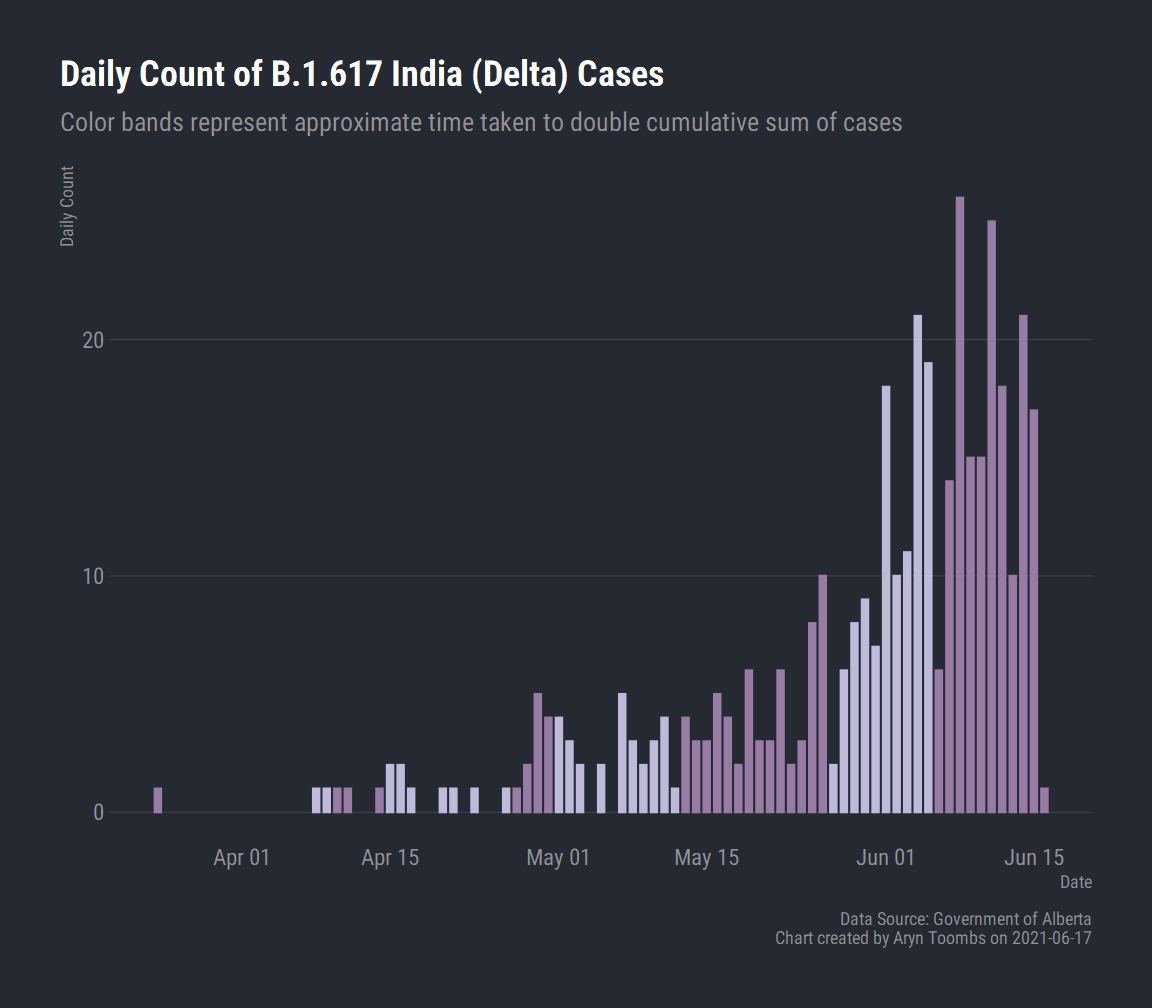 Daily Count of B.1.617 India (Delta) Cases
Color bands represent approximate time taken to double cumulative sum of cases
Daily Count
20
10
0
Apr 01 Apr 15 May 01 May 15 Jun 01 Jun 15
Date
Data Source: Government of Alberta
Chart created by Aryn Toombs on 2021-06-17